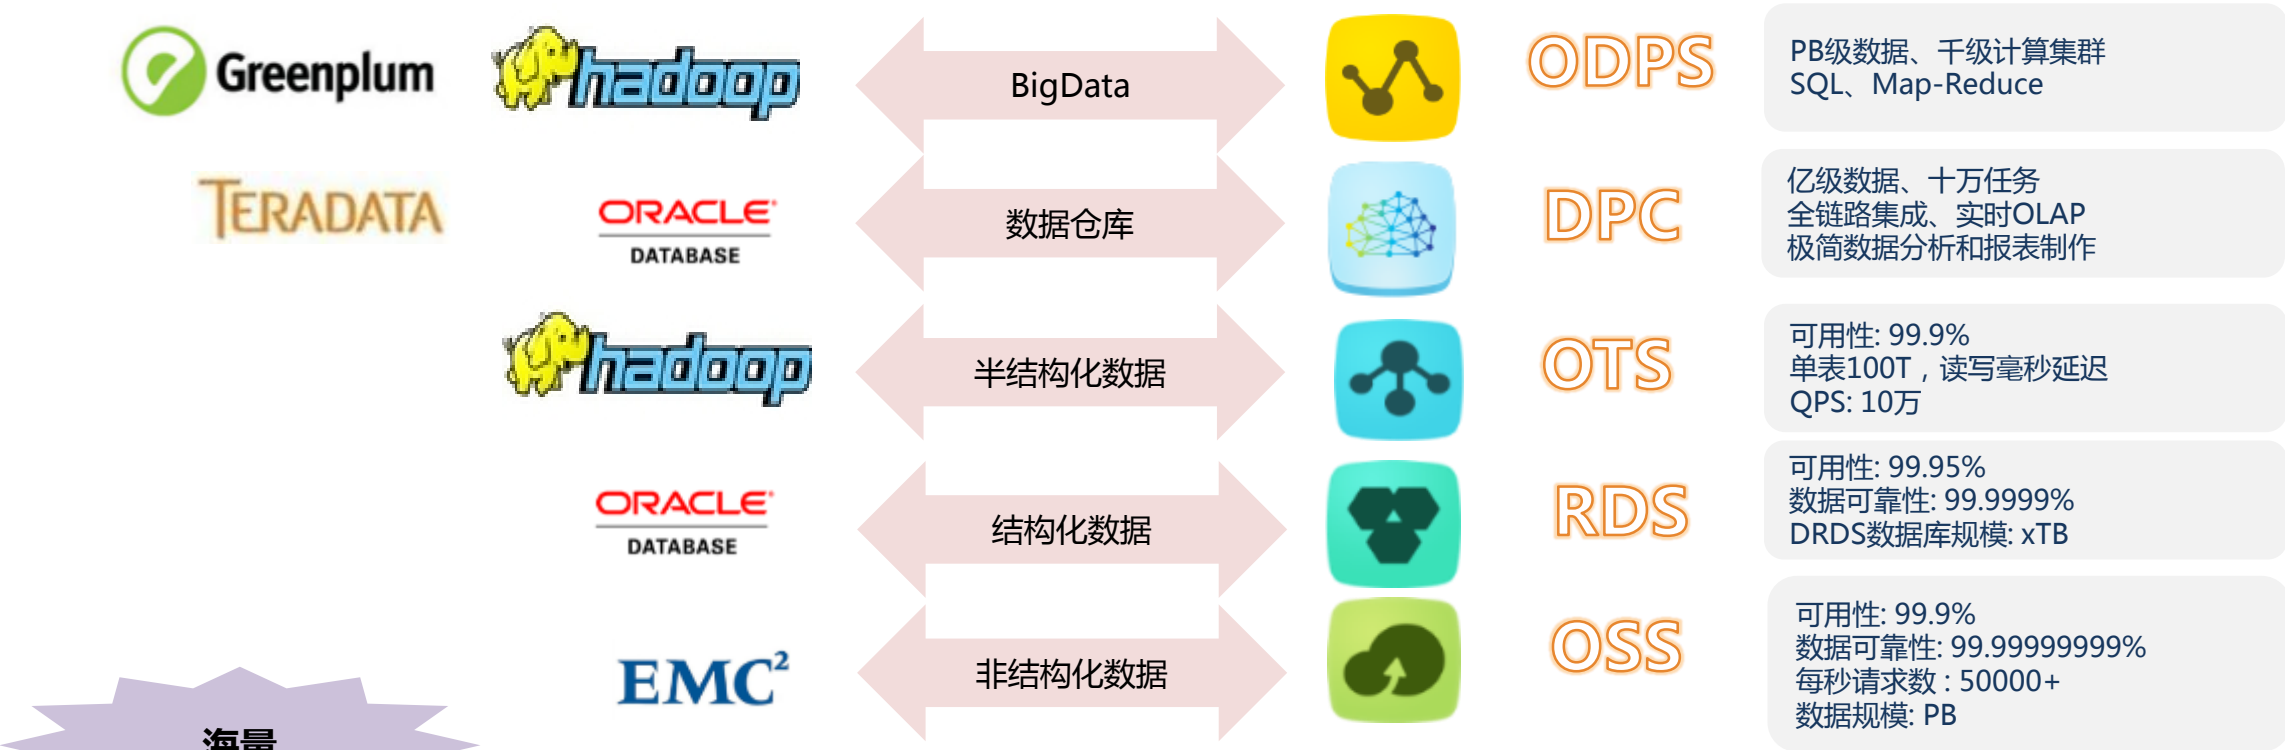 Greenplum
hadoop
BigData
ODPS
PB级数据、千级计算集群
SQL、Map-Reduce
TERADATA
ORACLE
DATABASE
数据仓库
DPC
亿级数据、十万任务
全链路集成、实时OLAP
极简数据分析和报表制作
hadoop
半结构化数据
OTS
可用性: 99.9%
单表100T，读写毫秒延迟
QPS: 10万
ORACLE
DATABASE
结构化数据
RDS
可用性: 99.95%
数据可靠性: 99.9999%
DRDS数据库规模: xTB
EMC²
非结构化数据
OSS
可用性: 99.9%
数据可靠性: 99.99999999%
每秒请求数 : 50000+
数据规模: PB
海量